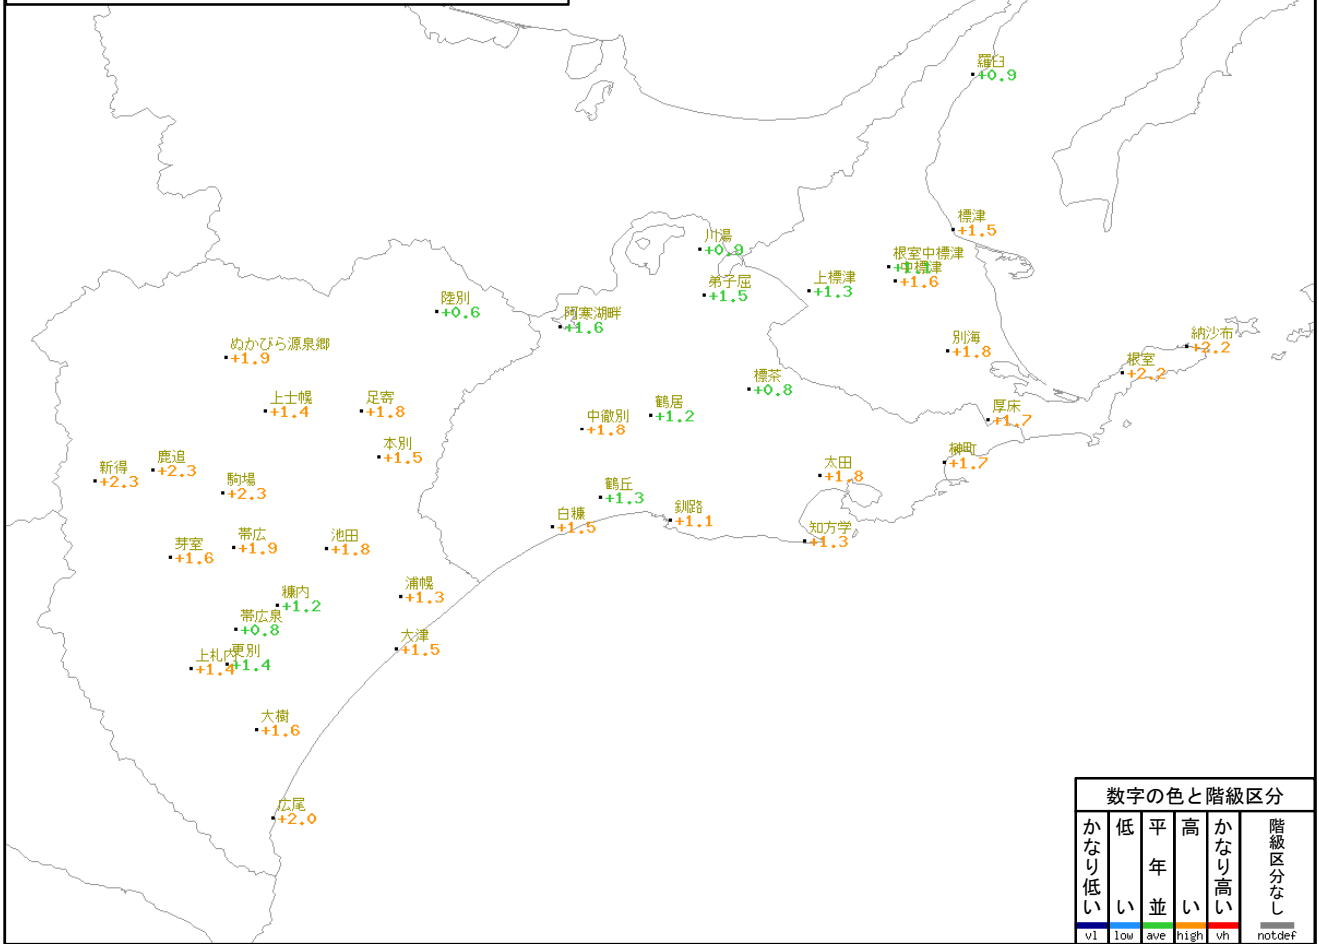 羅臼
+0.9
標津
+1.5
川湯
+0.9
根室中標津
+1.1
中標津
+1.6
弟子屈
+1.5
上標津
+1.3
陸別
+0.6
阿寒湖畔
+1.6
ぬかびら源泉郷
+1.9
別海
+1.8
納沙布
+2.2
根室
+2.2
標茶
+0.8
上士幌
+1.4
足寄
+1.8
鶴居
+1.2
中徹別
+1.8
厚床
+1.7
本別
+1.5
榊町
+1.7
新得
+2.3
鹿追
+2.3
駒場
+2.3
太田
+1.8
鶴丘
+1.3
白糠
+1.5
釧路
+1.1
知方学
+1.3
芽室
+1.6
帯広
+1.9
池田
+1.8
浦幌
+1.3
糠内
+1.2
帯広泉
+0.8
大津
+1.5
上札内
+1.4
更別
+1.4
大樹
+1.6
広尾
+2.0
数字の色と階級区分
かなり低い
低い
平年並
高い
かなり高い
階級区分なし
vl
low
ave
high
vh
notdef